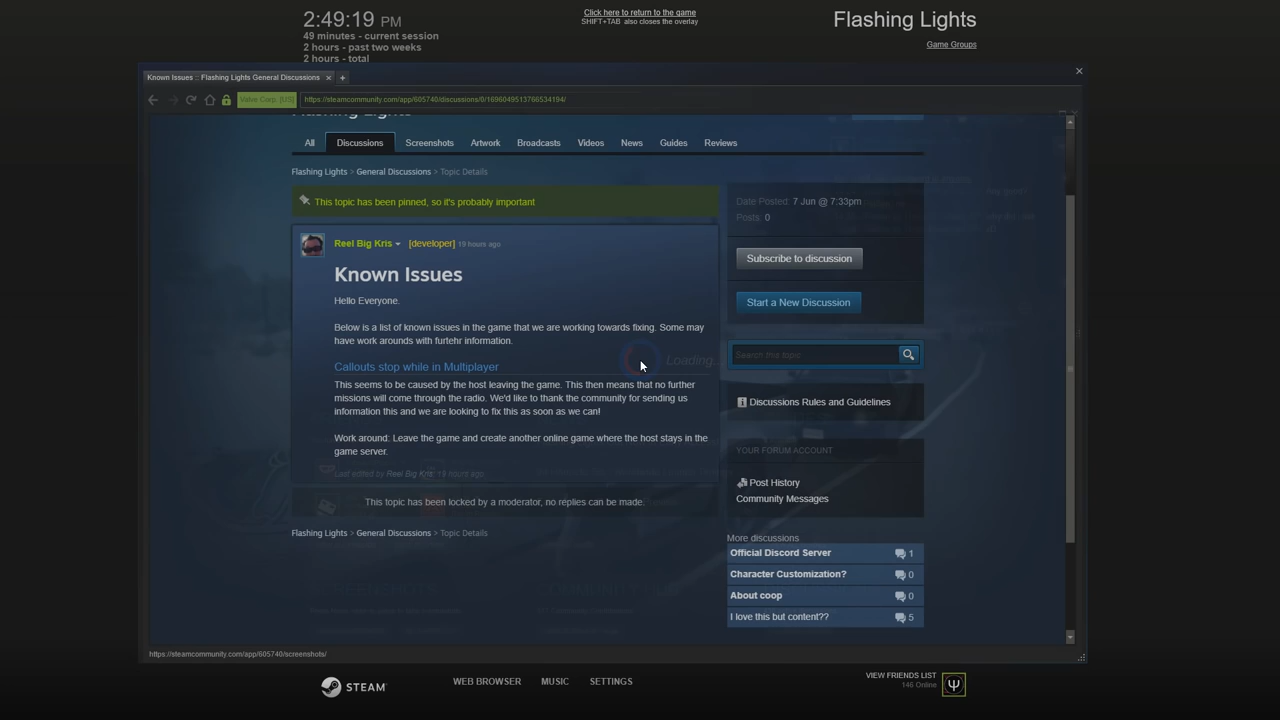 2:49:19 PM
49 minutes - current session
2 hours - past two weeks
2 hours - total
Click here to return to the game
SHIFT+TAB also closes the overlay
Flashing Lights
Game Groups
Known Issues :: Flashing Lights General Discussions × +
Valve Corp. [US] https://steamcommunity.com/app/605740/discussions/0/1696049513766534194/
Flashing Lights
All Discussions Screenshots Artwork Broadcasts Videos News Guides Reviews
Flashing Lights > General Discussions > Topic Details
This topic has been pinned, so it's probably important
Reel Big Kris [developer] 19 hours ago
Known Issues
Hello Everyone.
Below is a list of known issues in the game that we are working towards fixing. Some may
have work arounds with furtehr information.
Callouts stop while in Multiplayer
This seems to be caused by the host leaving the game. This then means that no further
missions will come through the radio. We'd like to thank the community for sending us
information this and we are looking to fix this as soon as we can!
Work around: Leave the game and create another online game where the host stays in the
game server.
Last edited by Reel Big Kris; 19 hours ago
This topic has been locked by a moderator, no replies can be made.
Flashing Lights > General Discussions > Topic Details
Loading...
Date Posted: 7 Jun @ 7:33pm
Posts: 0
Subscribe to discussion
Start a New Discussion
Search this topic
Discussions Rules and Guidelines
YOUR FORUM ACCOUNT
Post History
Community Messages
More discussions
Official Discord Server 1
Character Customization? 0
About coop 0
I love this but content?? 5
https://steamcommunity.com/app/605740/screenshots/
STEAM
WEB BROWSER MUSIC SETTINGS
VIEW FRIENDS LIST
146 Online